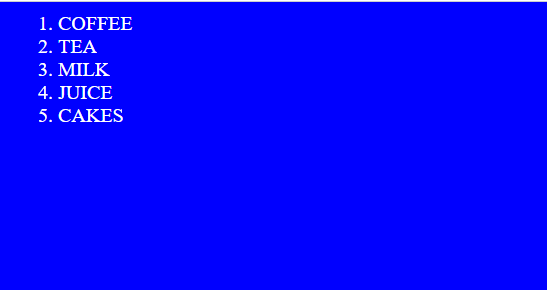 1. COFFEE
2. TEA
3. MILK
4. JUICE
5. CAKES